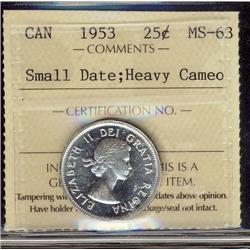 CAN 1953 25¢ MS-63
COMMENTS
Small Date;Heavy Cameo
CERTIFICATION NO.
ELIZABETH II DEI GRATIA REGINA
IN THIS IS A
G ITEM.
Tampering wi dates above opinion.
Have holder age/seal not intact.